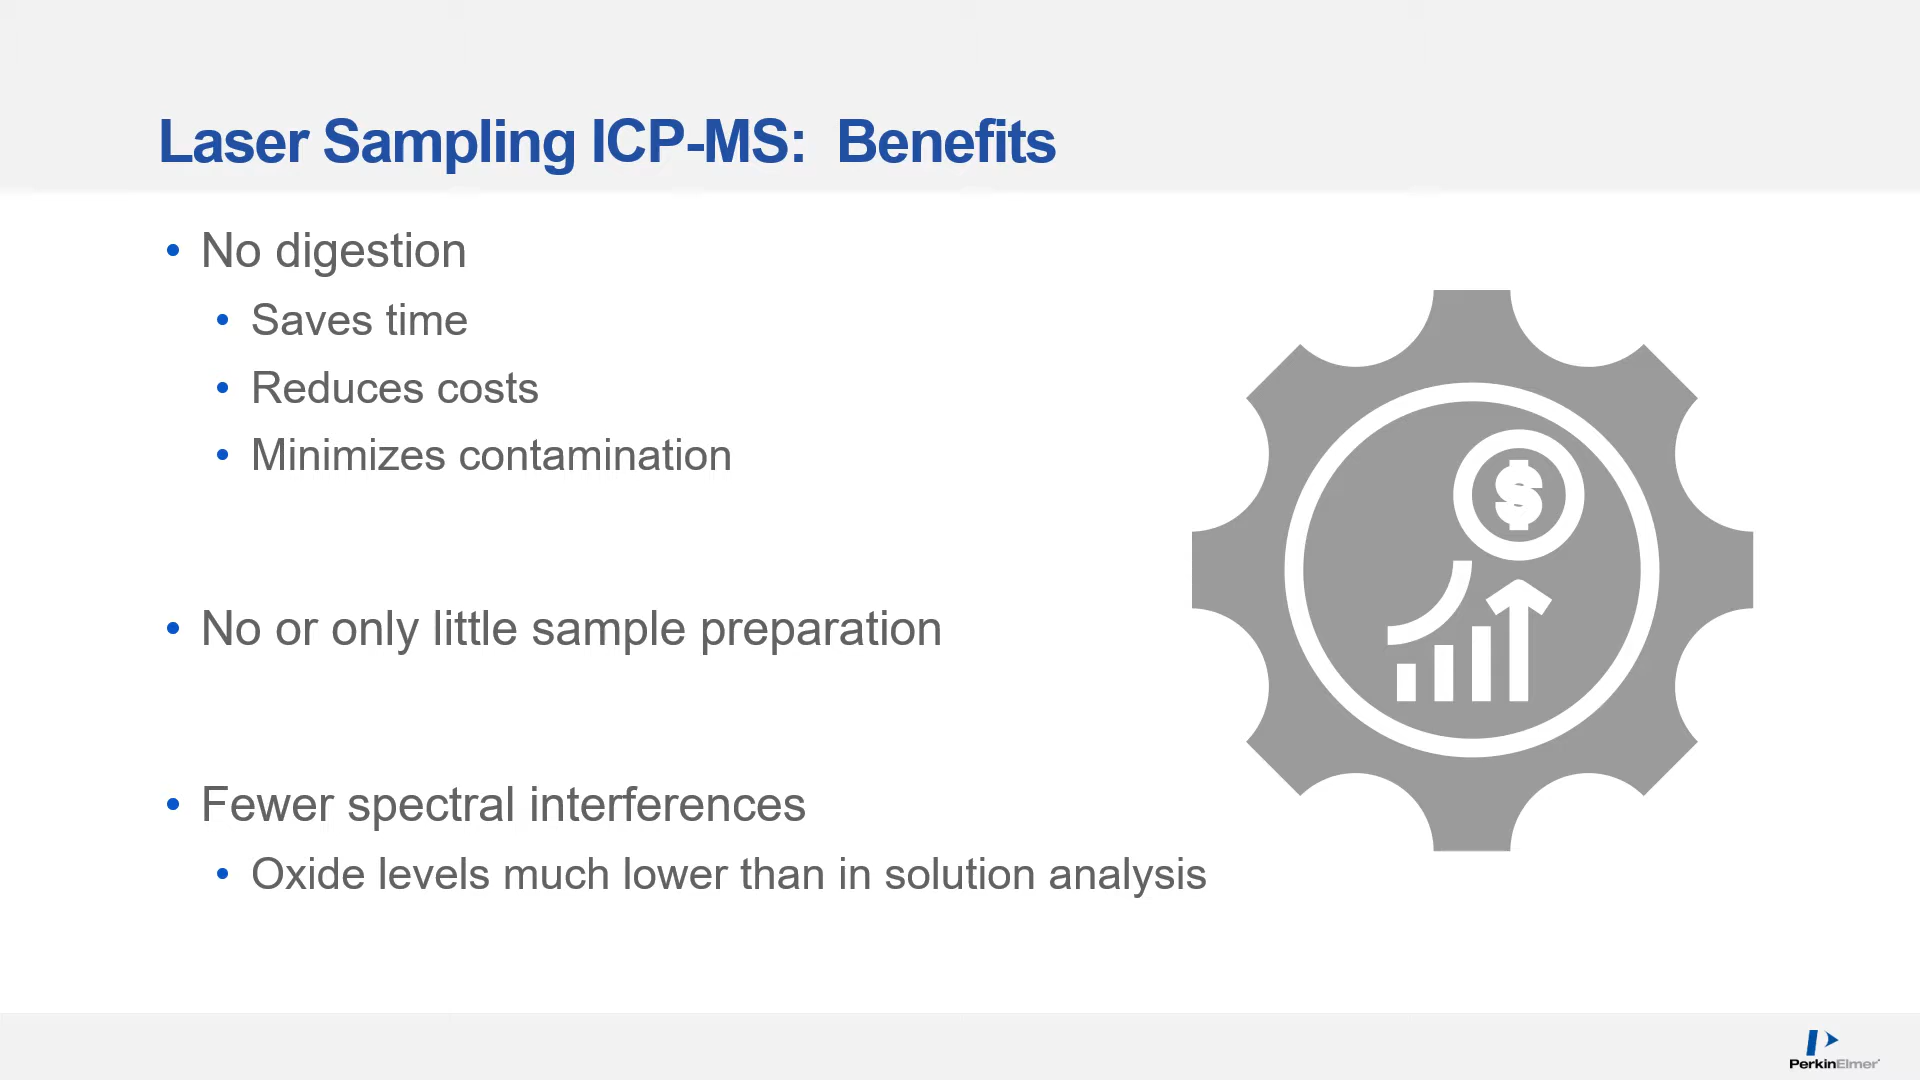 Laser Sampling ICP-MS: Benefits
• No digestion
• Saves time
• Reduces costs
• Minimizes contamination
• No or only little sample preparation
• Fewer spectral interferences
• Oxide levels much lower than in solution analysis
$
PerkinElmer